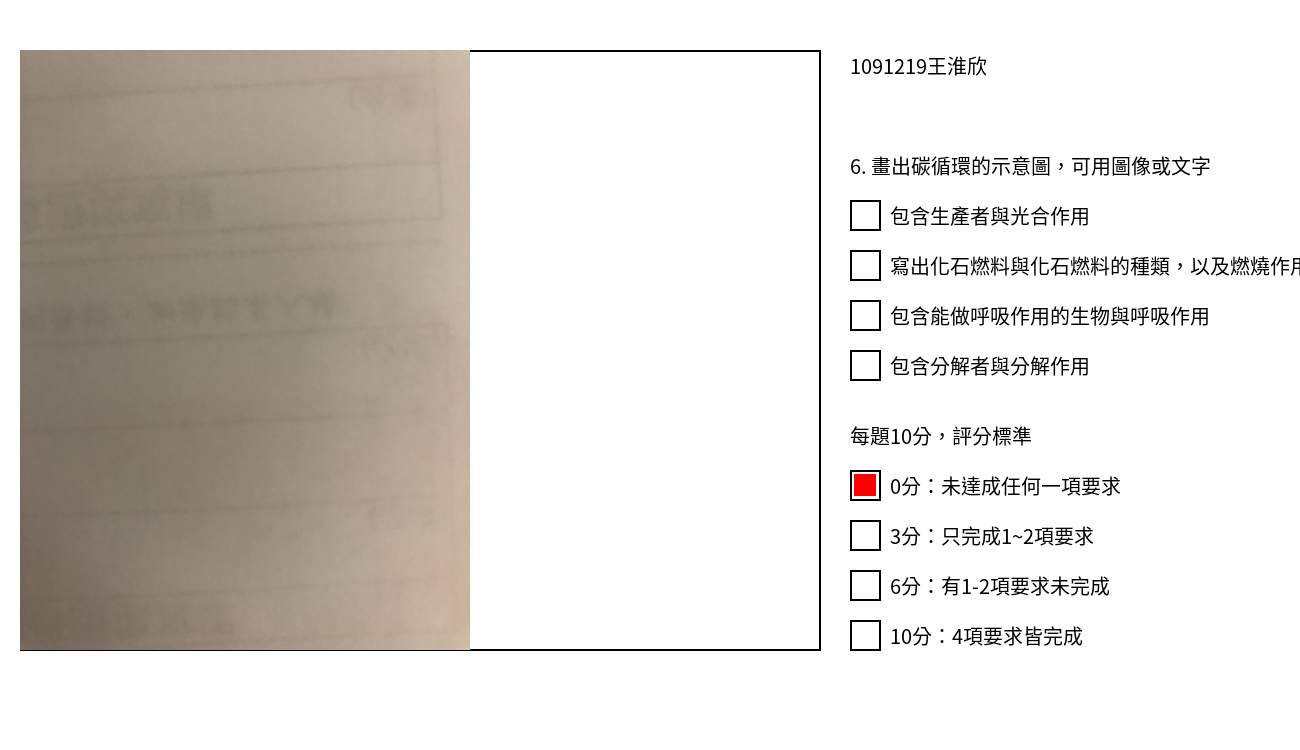 1091219王淮欣
6. 畫出碳循環的示意圖，可用圖像或文字
包含生產者與光合作用
寫出化石燃料與化石燃料的種類，以及燃燒作用
包含能做呼吸作用的生物與呼吸作用
包含分解者與分解作用
每題10分，評分標準
0分：未達成任何一項要求
3分：只完成1~2項要求
6分：有1-2項要求未完成
10分：4項要求皆完成